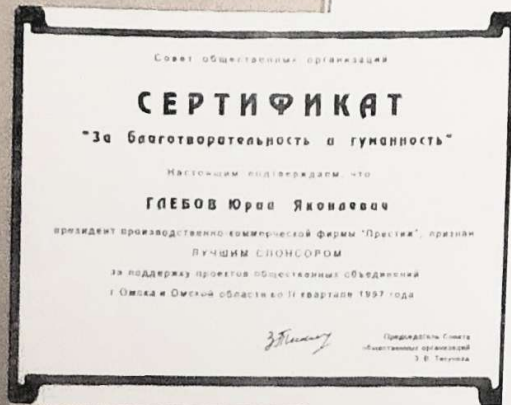 Совет общественных организаций
СЕРТИФИКАТ
"За благотворительность и гуманность"
Настоящим подтверждаем, что
ГЛЕБОВ Юрий Яковлевич
президент производственно-коммерческой фирмы "Престиж", признан
ЛУЧШИМ СПОНСОРОМ
за поддержку проектов общественных объединений
г. Омска и Омской области во II квартале 1997 года
Председатель Совета
общественных организаций
З.В.